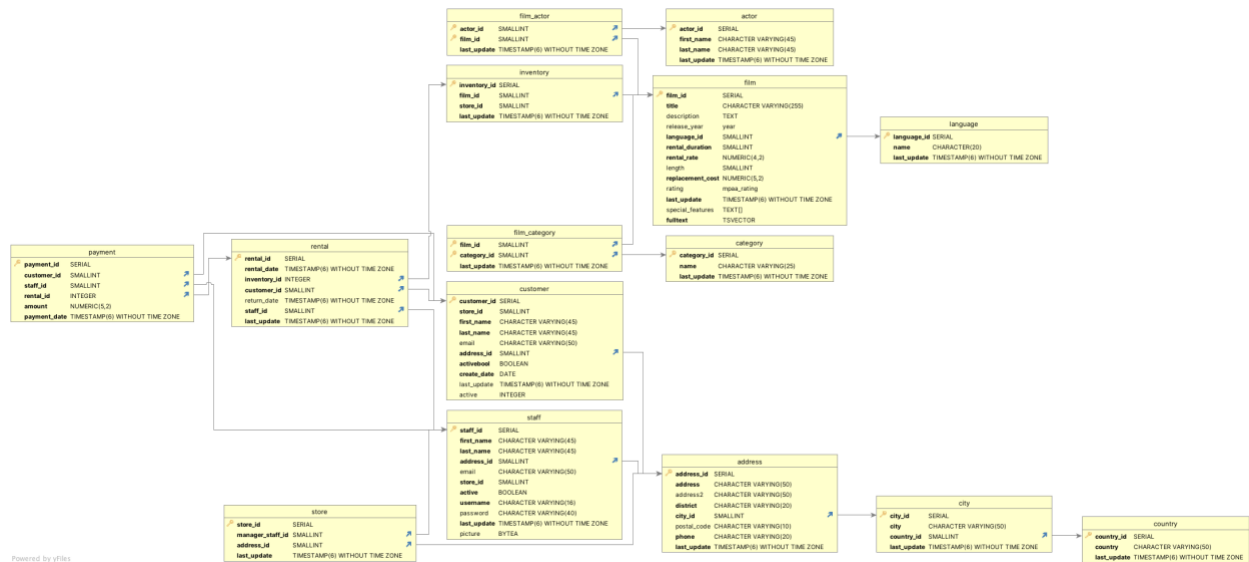 film_actor
actor_id SMALLINT
film_id SMALLINT
last_update TIMESTAMP(6) WITHOUT TIME ZONE
actor
actor_id SERIAL
first_name CHARACTER VARYING(45)
last_name CHARACTER VARYING(45)
last_update TIMESTAMP(6) WITHOUT TIME ZONE
inventory
inventory_id SERIAL
film_id SMALLINT
store_id SMALLINT
last_update TIMESTAMP(6) WITHOUT TIME ZONE
film
film_id SERIAL
title CHARACTER VARYING(255)
description TEXT
release_year year
language_id SMALLINT
rental_duration SMALLINT
rental_rate NUMERIC(4,2)
length SMALLINT
replacement_cost NUMERIC(5,2)
rating mpaa_rating
last_update TIMESTAMP(6) WITHOUT TIME ZONE
special_features TEXT[]
fulltext TSVECTOR
language
language_id SERIAL
name CHARACTER(20)
last_update TIMESTAMP(6) WITHOUT TIME ZONE
film_category
film_id SMALLINT
category_id SMALLINT
last_update TIMESTAMP(6) WITHOUT TIME ZONE
category
category_id SERIAL
name CHARACTER VARYING(25)
last_update TIMESTAMP(6) WITHOUT TIME ZONE
payment
payment_id SERIAL
customer_id SMALLINT
staff_id SMALLINT
rental_id INTEGER
amount NUMERIC(5,2)
payment_date TIMESTAMP(6) WITHOUT TIME ZONE
rental
rental_id SERIAL
rental_date TIMESTAMP(6) WITHOUT TIME ZONE
inventory_id INTEGER
customer_id SMALLINT
return_date TIMESTAMP(6) WITHOUT TIME ZONE
staff_id SMALLINT
last_update TIMESTAMP(6) WITHOUT TIME ZONE
customer
customer_id SERIAL
store_id SMALLINT
first_name CHARACTER VARYING(45)
last_name CHARACTER VARYING(45)
email CHARACTER VARYING(50)
address_id SMALLINT
activebool BOOLEAN
create_date DATE
last_update TIMESTAMP(6) WITHOUT TIME ZONE
active INTEGER
staff
staff_id SERIAL
first_name CHARACTER VARYING(45)
last_name CHARACTER VARYING(45)
address_id SMALLINT
email CHARACTER VARYING(50)
store_id SMALLINT
active BOOLEAN
username CHARACTER VARYING(16)
password CHARACTER VARYING(40)
last_update TIMESTAMP(6) WITHOUT TIME ZONE
picture BYTEA
store
store_id SERIAL
manager_staff_id SMALLINT
address_id SMALLINT
last_update TIMESTAMP(6) WITHOUT TIME ZONE
address
address_id SERIAL
address CHARACTER VARYING(50)
address2 CHARACTER VARYING(50)
district CHARACTER VARYING(20)
city_id SMALLINT
postal_code CHARACTER VARYING(10)
phone CHARACTER VARYING(20)
last_update TIMESTAMP(6) WITHOUT TIME ZONE
city
city_id SERIAL
city CHARACTER VARYING(50)
country_id SMALLINT
last_update TIMESTAMP(6) WITHOUT TIME ZONE
country
country_id SERIAL
country CHARACTER VARYING(50)
last_update TIMESTAMP(6) WITHOUT TIME ZONE
Powered by yFiles